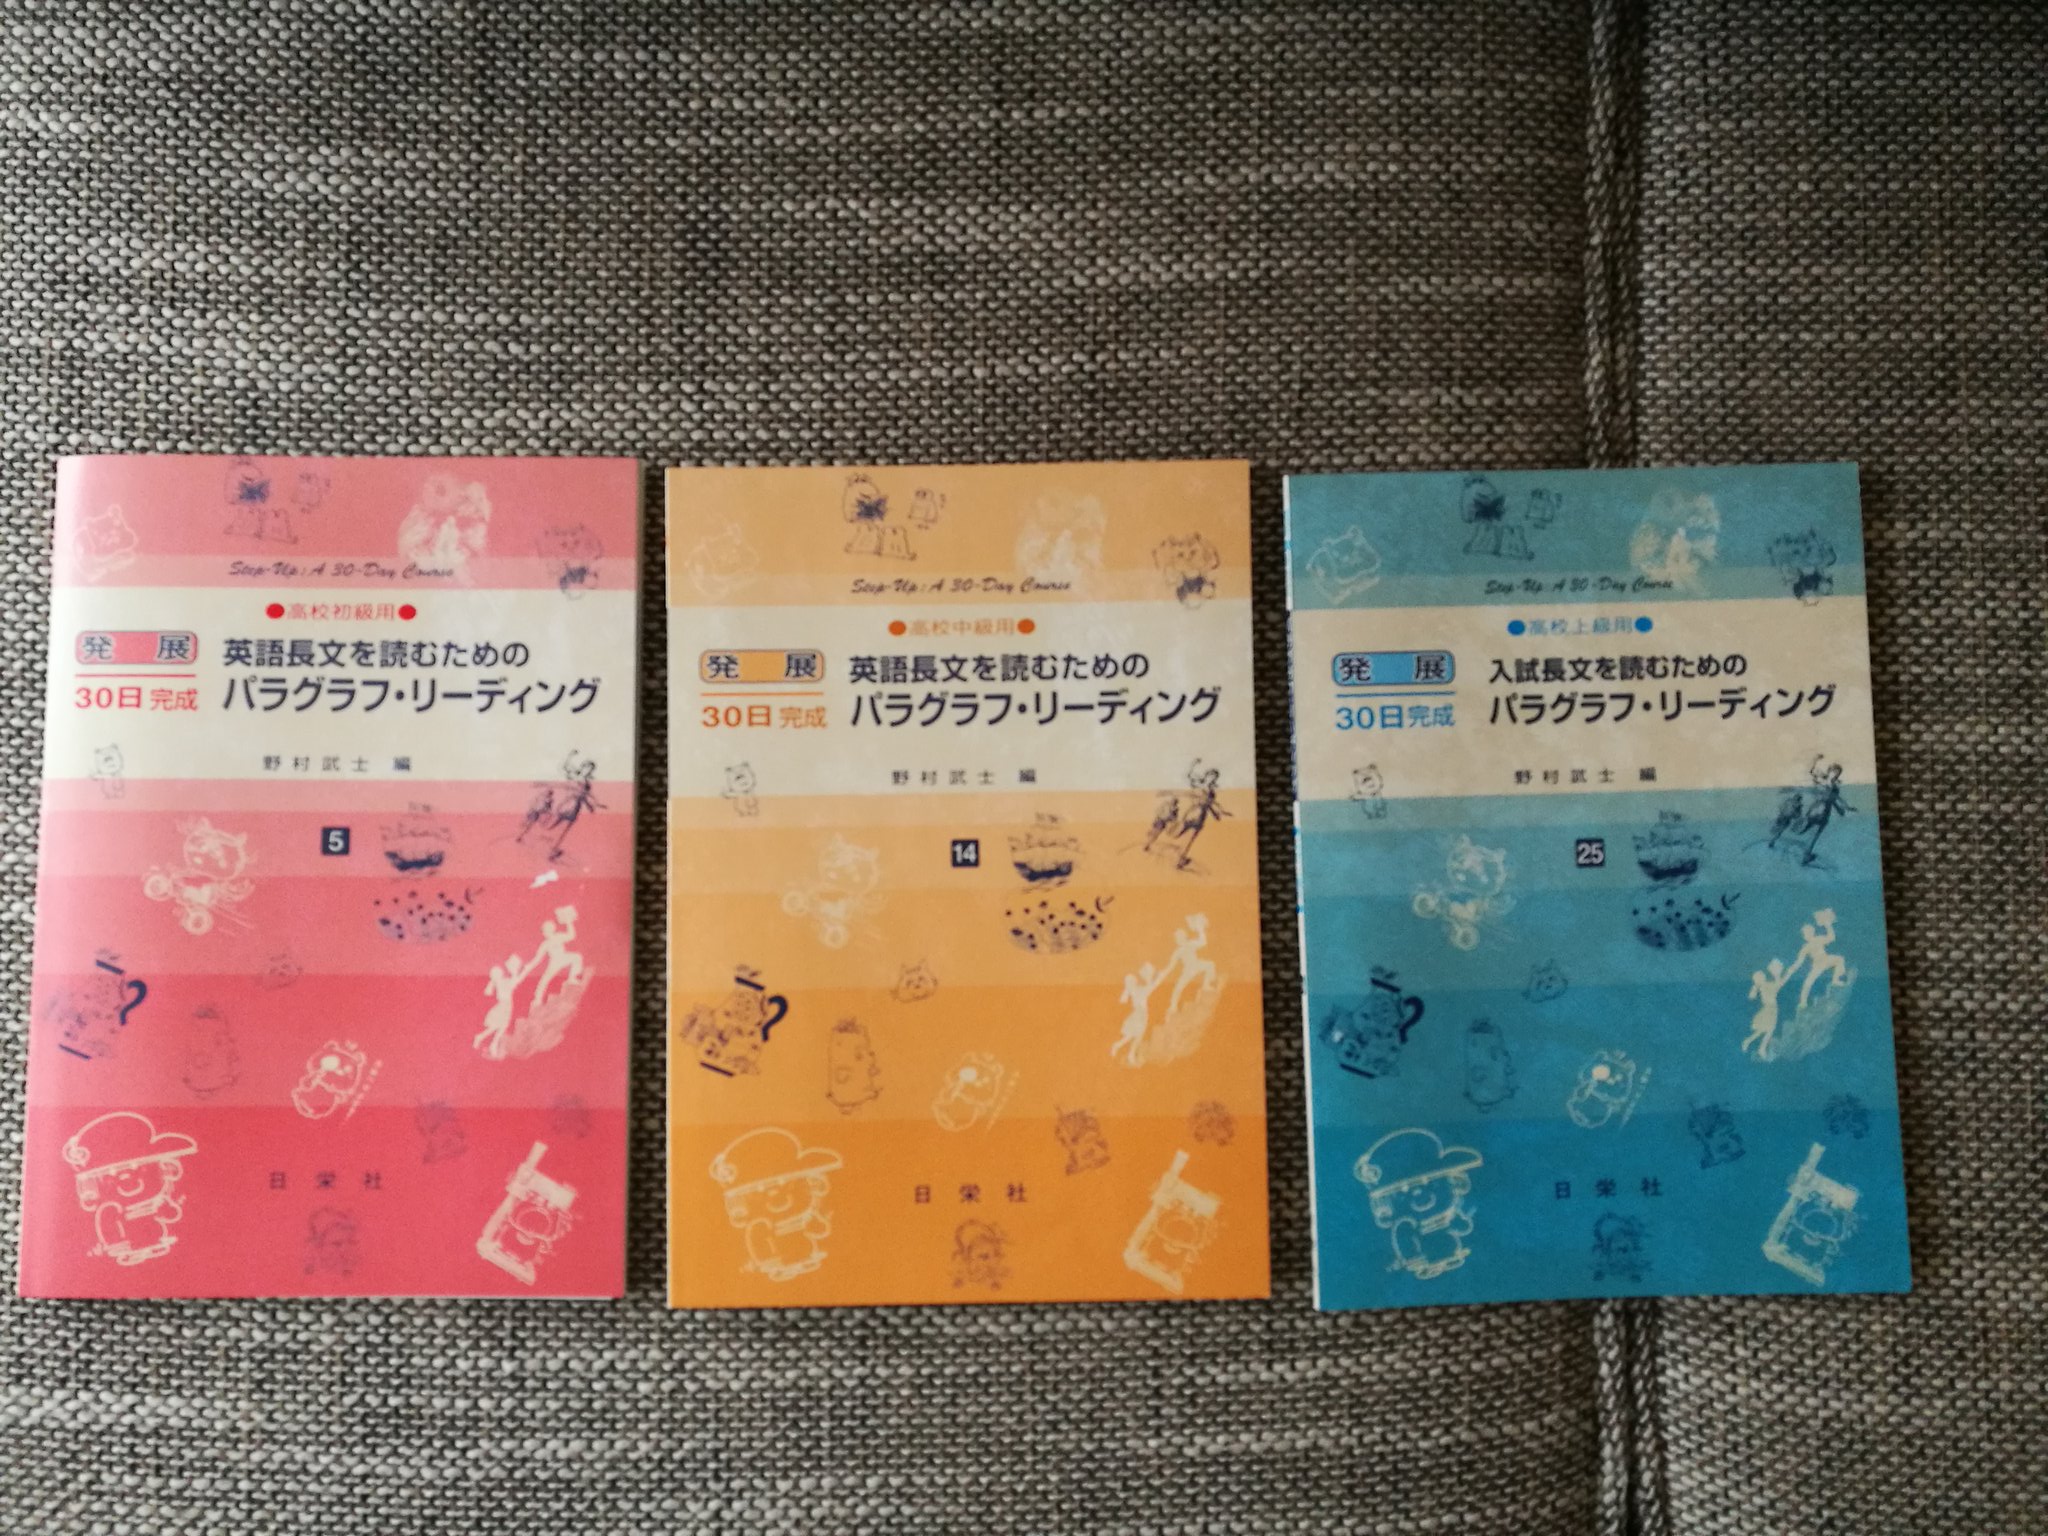 Step-Up: A 30-Day Course
●高校初級用●
発 展
30日完成
英語長文を読むための
パラグラフ・リーディング
野村武士 編
5
?
日栄社
Step-Up: A 30-Day Course
●高校中級用●
発 展
30日完成
英語長文を読むための
パラグラフ・リーディング
野村武士 編
14
?
日栄社
Step-Up: A 30-Day Course
●高校上級用●
発 展
30日完成
入試長文を読むための
パラグラフ・リーディング
野村武士 編
25
?
日栄社